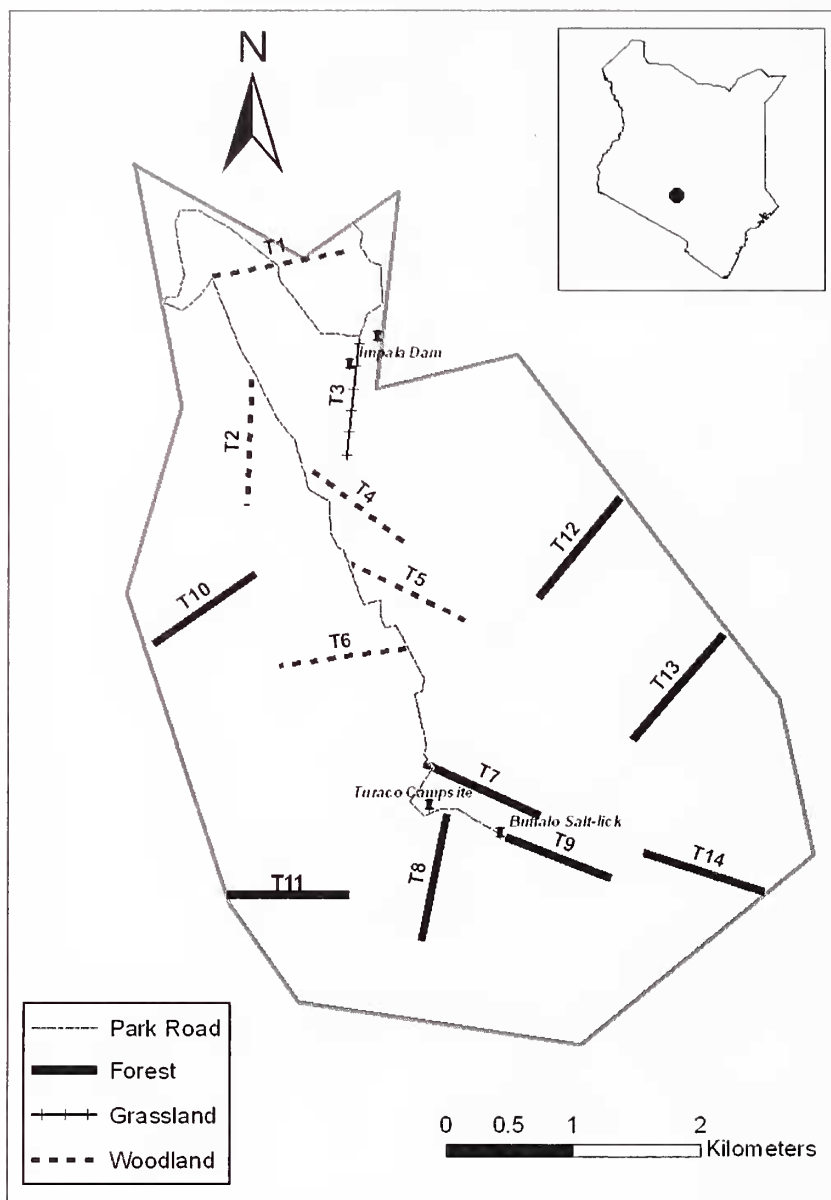 N
T1
Impala Dam
T3
T2
T4
T12
T5
T10
T6
T13
T7
Turaco Campsite
Buffalo Salt-lick
T9
T14
T8
T11
Park Road
Forest
Grassland
Woodland
0 0.5 1 2
Kilometers